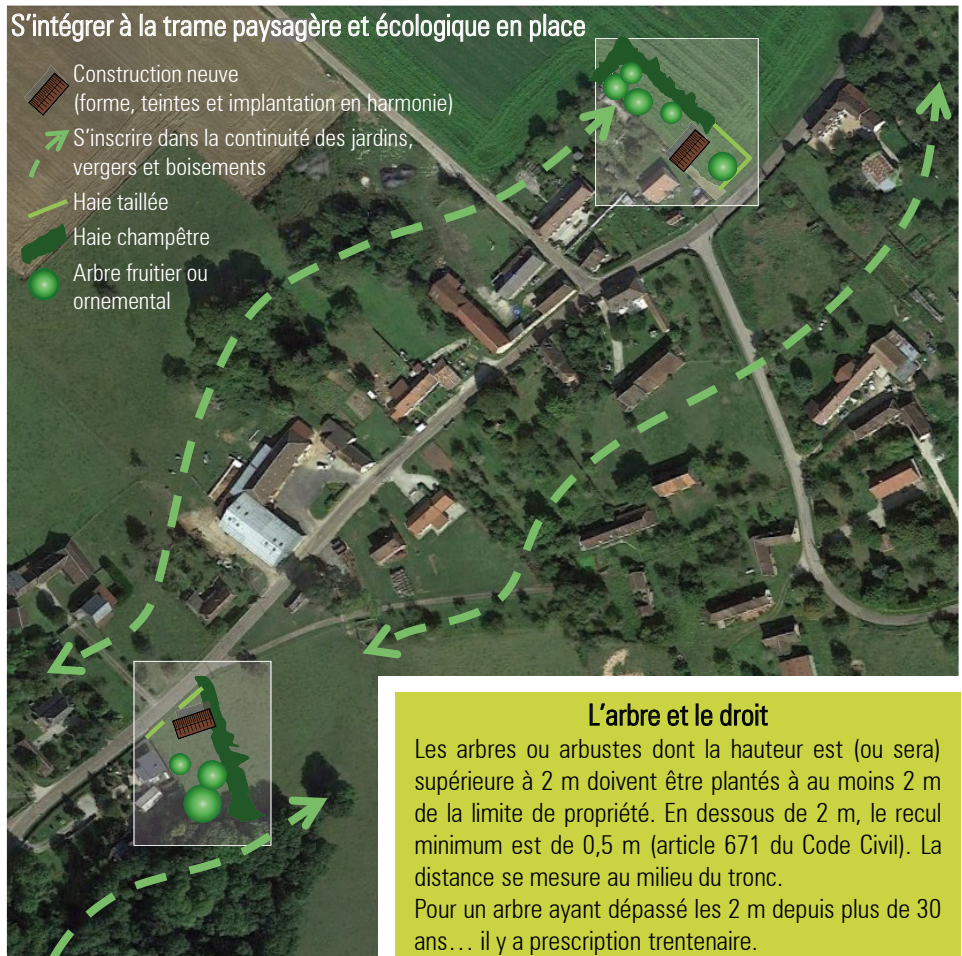 S'intégrer à la trame paysagère et écologique en place
Construction neuve
(forme, teintes et implantation en harmonie)
S'inscrire dans la continuité des jardins,
vergers et boisements
Haie taillée
Haie champêtre
Arbre fruitier ou
ornemental
L'arbre et le droit
Les arbres ou arbustes dont la hauteur est (ou sera)
supérieure à 2 m doivent être plantés à au moins 2 m
de la limite de propriété. En dessous de 2 m, le recul
minimum est de 0,5 m (article 671 du Code Civil). La
distance se mesure au milieu du tronc.
Pour un arbre ayant dépassé les 2 m depuis plus de 30
ans… il y a prescription trentenaire.